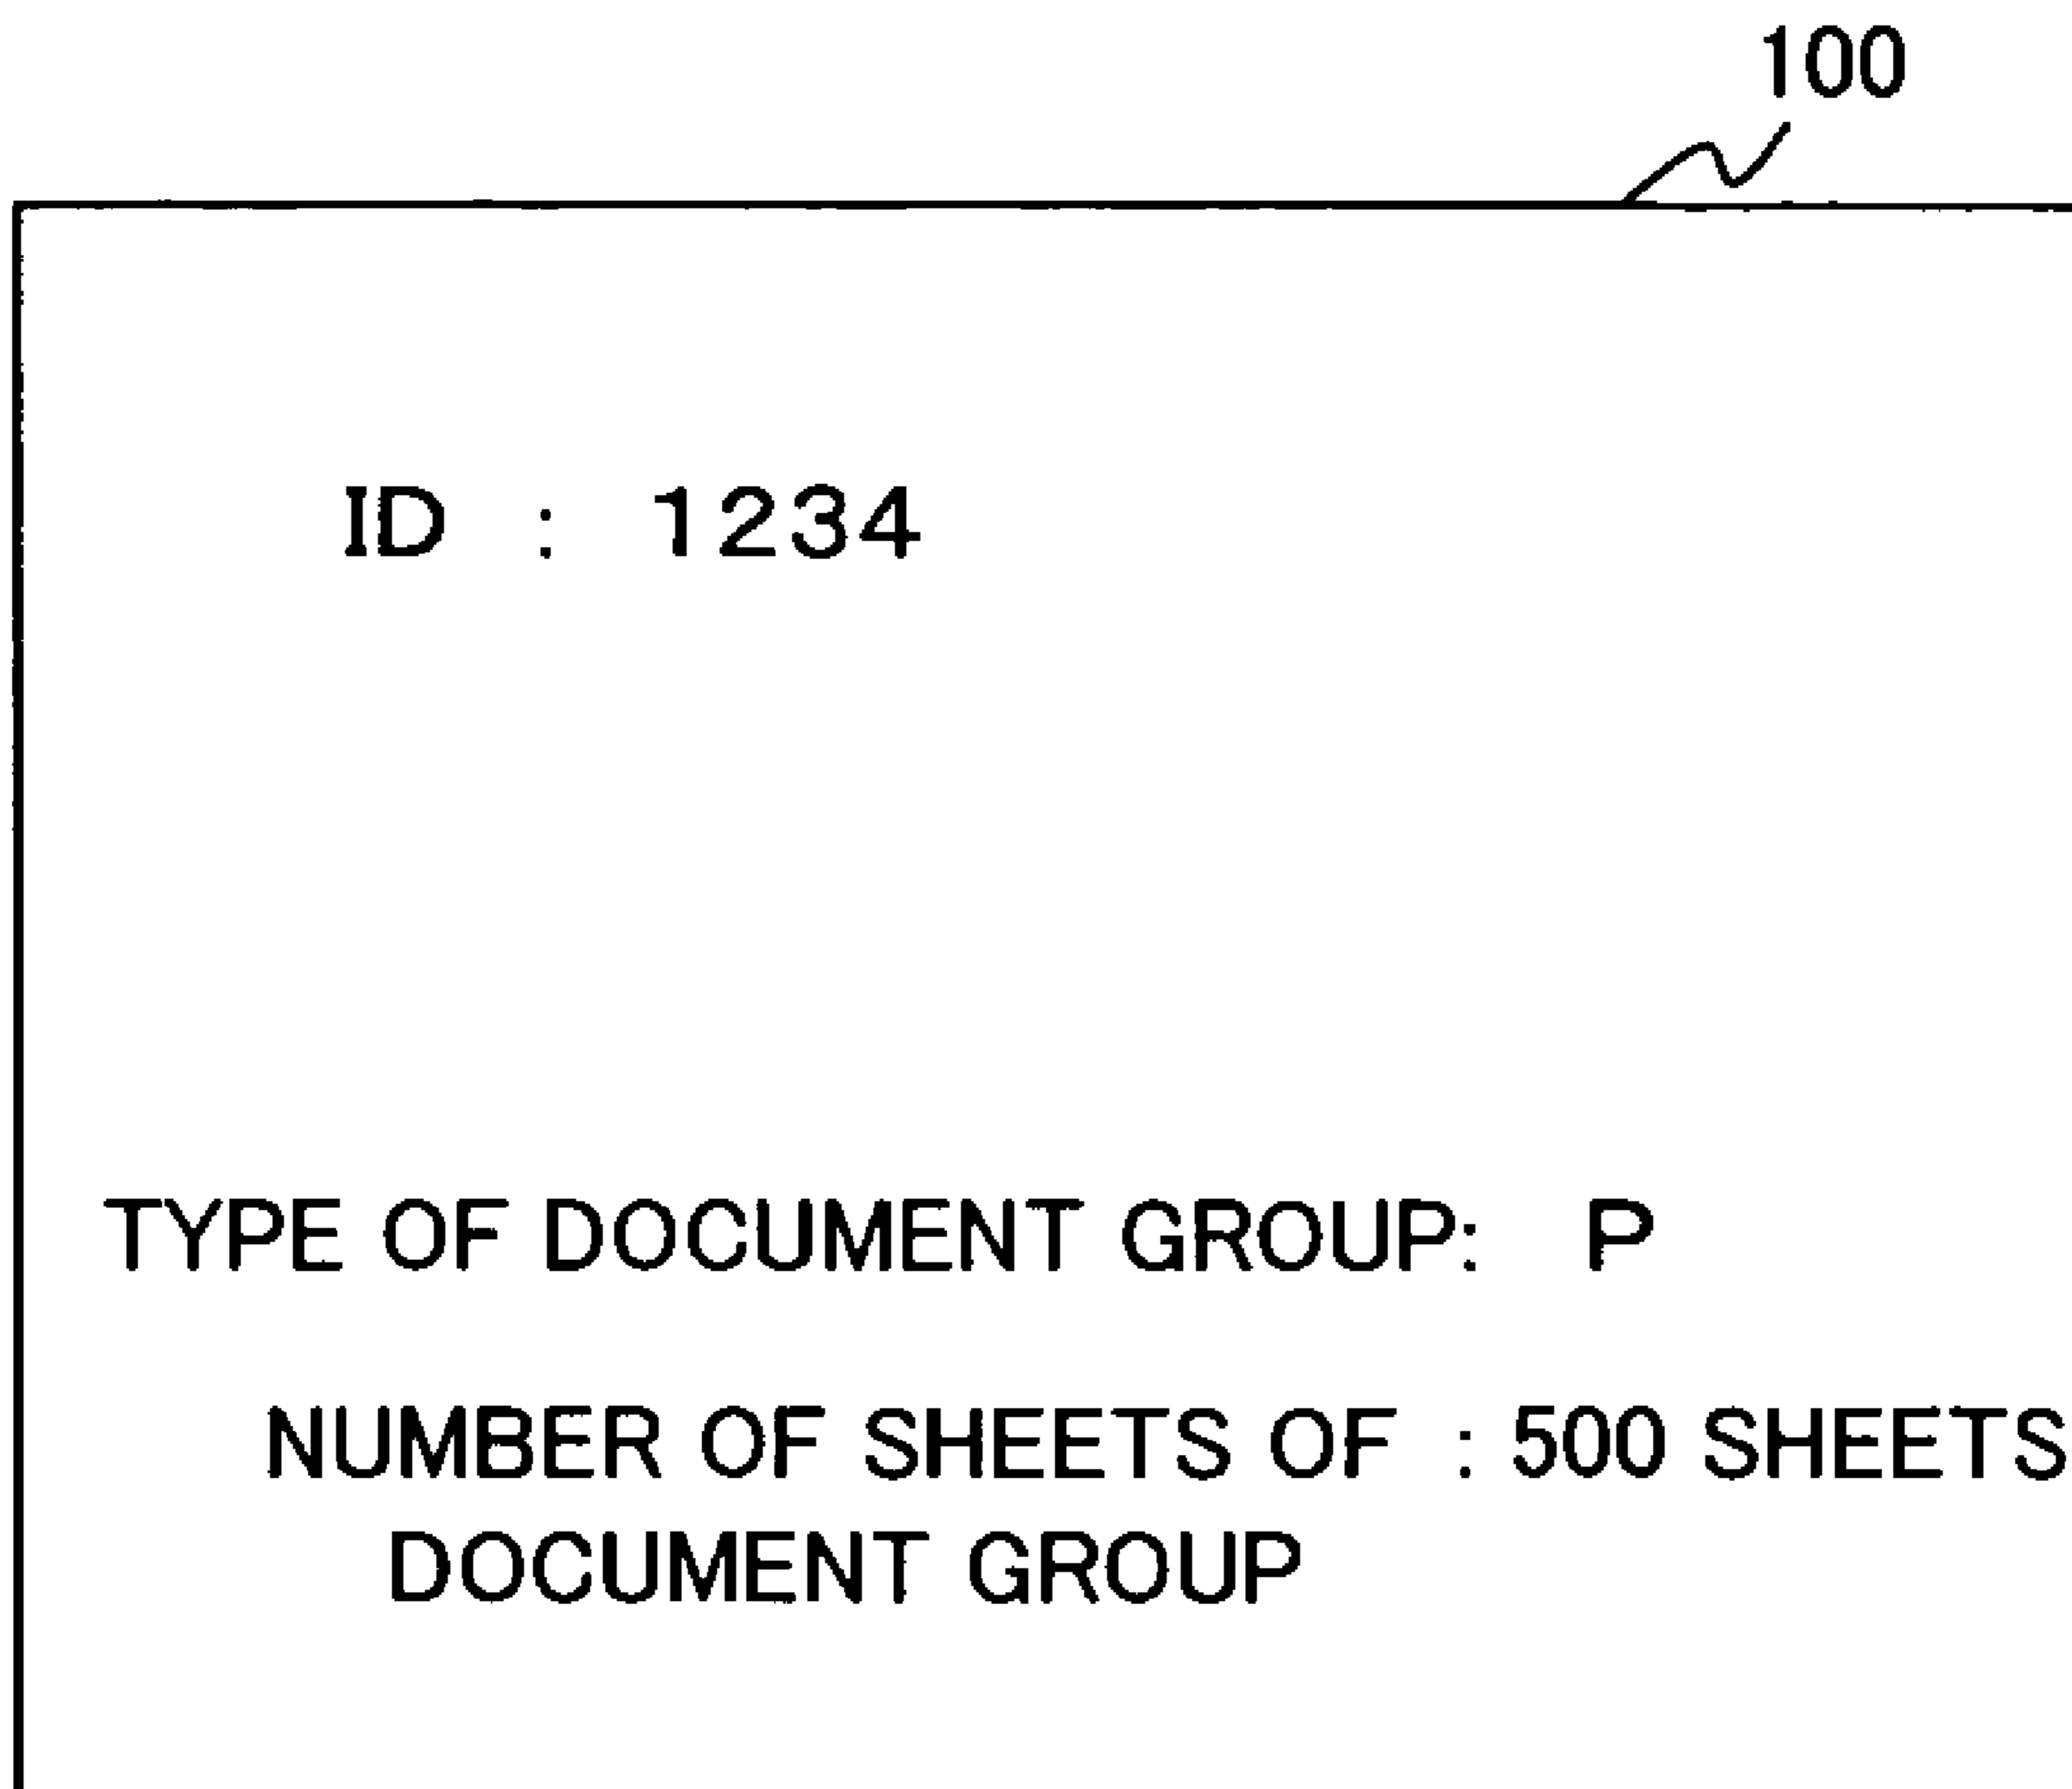 100
ID : 1234
TYPE OF DOCUMENT GROUP: P
NUMBER OF SHEETS OF : 500 SHEETS
DOCUMENT GROUP